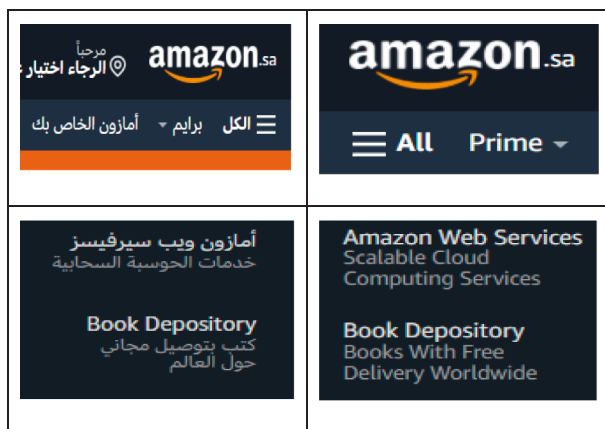 amazon.sa
مرحباً
الرجاء اختيار
الكل برايم أمازون الخاص بك
amazon.sa
All Prime
أمازون ويب سيرفيسز
خدمات الحوسبة السحابية
Book Depository
كتب بتوصيل مجاني
حول العالم
Amazon Web Services
Scalable Cloud
Computing Services
Book Depository
Books With Free
Delivery Worldwide